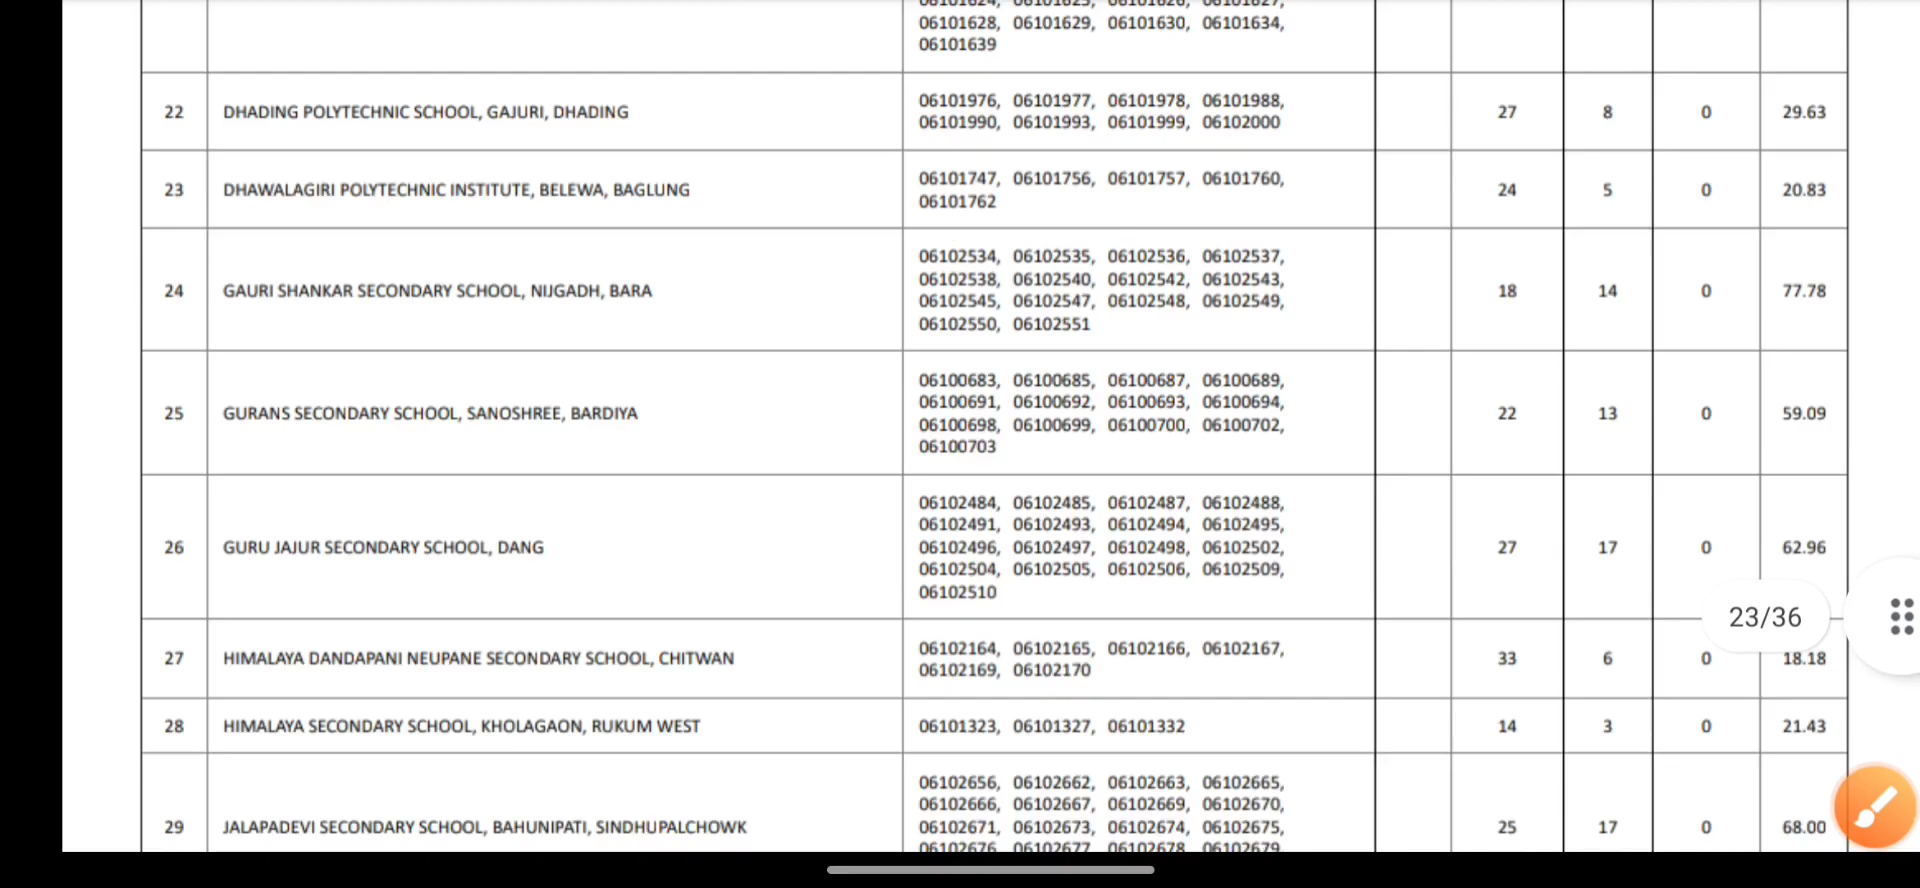 06101624, 06101625, 06101626, 06101627,
06101628, 06101629, 06101630, 06101634,
06101639
22 DHADING POLYTECHNIC SCHOOL, GAJURI, DHADING 06101976, 06101977, 06101978, 06101988, 27 8 0 29.63
06101990, 06101993, 06101999, 06102000
23 DHAWALAGIRI POLYTECHNIC INSTITUTE, BELEWA, BAGLUNG 06101747, 06101756, 06101757, 06101760, 24 5 0 20.83
06101762
24 GAURI SHANKAR SECONDARY SCHOOL, NIJGADH, BARA 06102534, 06102535, 06102536, 06102537, 18 14 0 77.78
06102538, 06102540, 06102542, 06102543,
06102545, 06102547, 06102548, 06102549,
06102550, 06102551
25 GURANS SECONDARY SCHOOL, SANOSHREE, BARDIYA 06100683, 06100685, 06100687, 06100689, 22 13 0 59.09
06100691, 06100692, 06100693, 06100694,
06100698, 06100699, 06100700, 06100702,
06100703
26 GURU JAJUR SECONDARY SCHOOL, DANG 06102484, 06102485, 06102487, 06102488, 27 17 0 62.96
06102491, 06102493, 06102494, 06102495,
06102496, 06102497, 06102498, 06102502,
06102504, 06102505, 06102506, 06102509,
06102510
23/36
27 HIMALAYA DANDAPANI NEUPANE SECONDARY SCHOOL, CHITWAN 06102164, 06102165, 06102166, 06102167, 33 6 0 18.18
06102169, 06102170
28 HIMALAYA SECONDARY SCHOOL, KHOLAGAON, RUKUM WEST 06101323, 06101327, 06101332 14 3 0 21.43
29 JALAPADEVI SECONDARY SCHOOL, BAHUNIPATI, SINDHUPALCHOWK 06102656, 06102662, 06102663, 06102665, 25 17 0 68.00
06102666, 06102667, 06102669, 06102670,
06102671, 06102673, 06102674, 06102675,
06102676, 06102677, 06102678, 06102679,